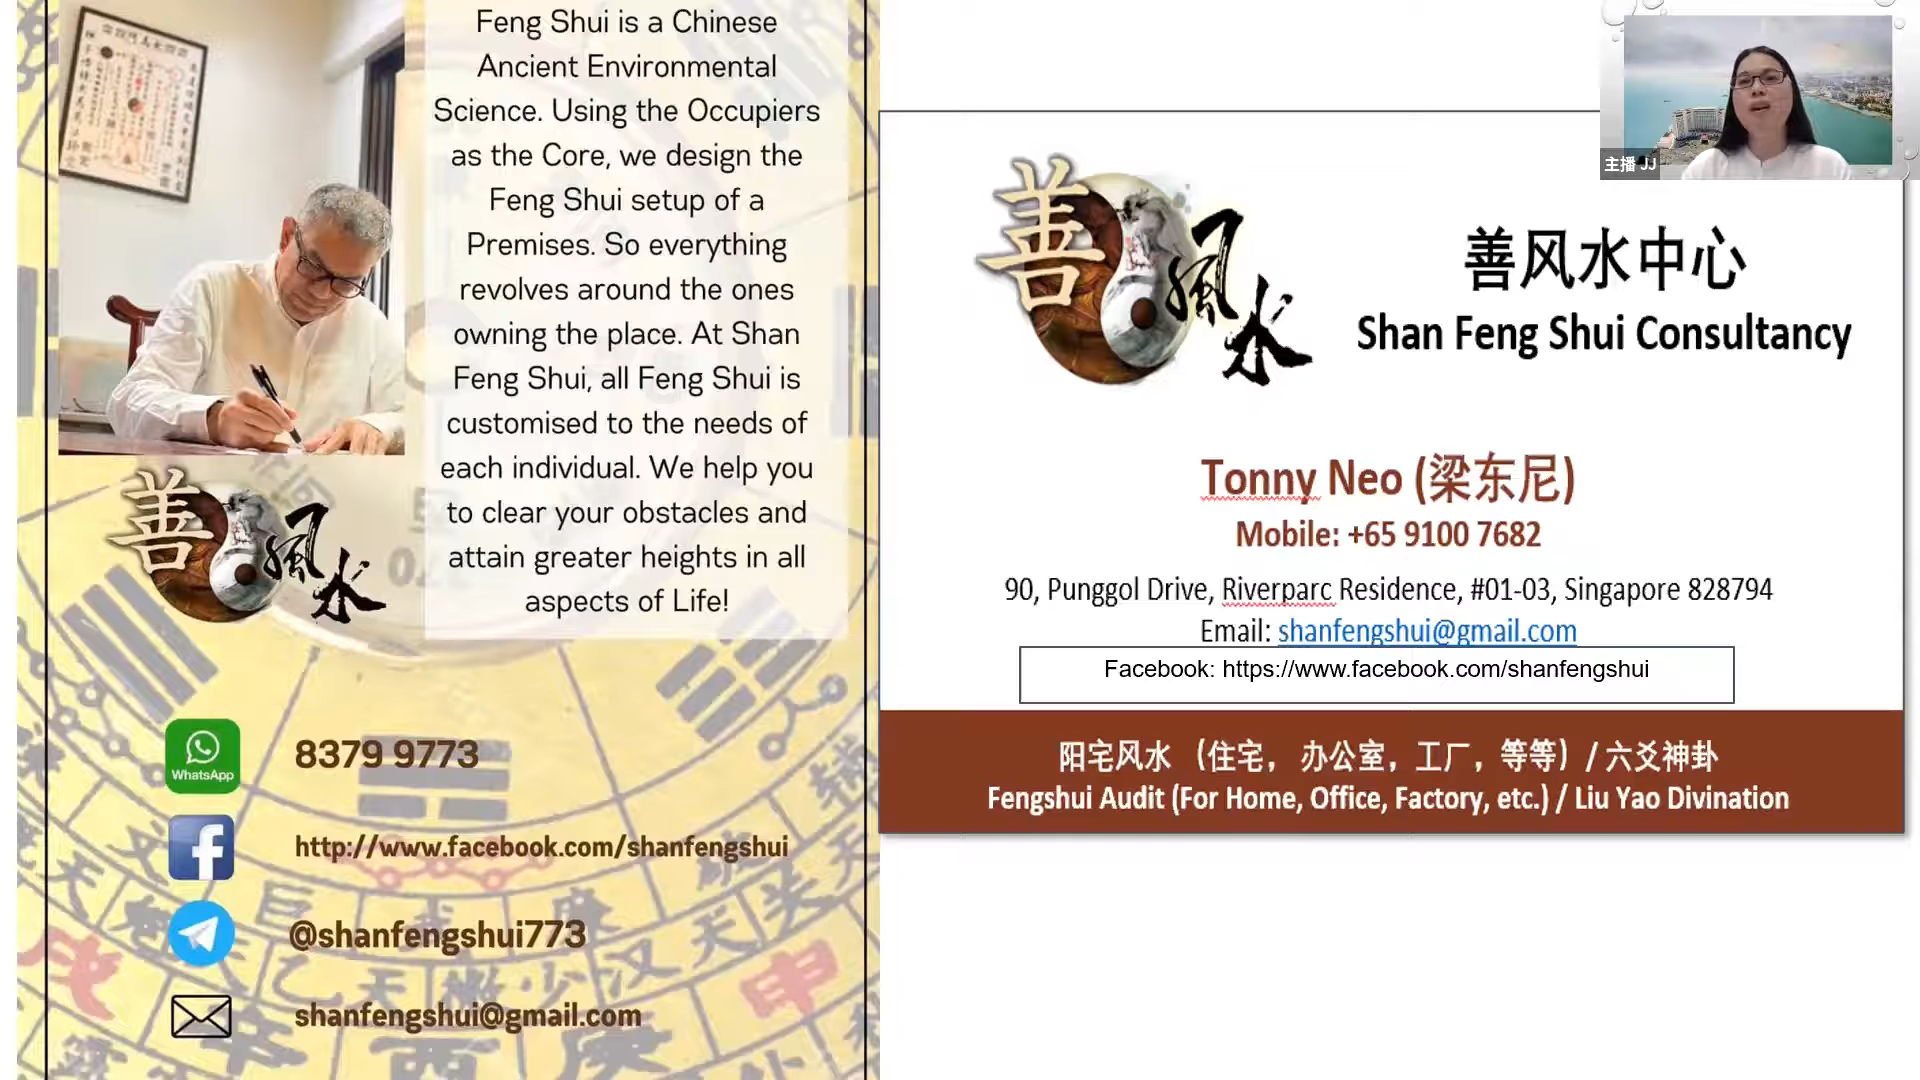 Feng Shui is a Chinese
Ancient Environmental
Science. Using the Occupiers
as the Core, we design the
Feng Shui setup of a
Premises. So everything
revolves around the ones
owning the place. At Shan
Feng Shui, all Feng Shui is
customised to the needs of
each individual. We help you
to clear your obstacles and
attain greater heights in all
aspects of Life!
善風水
WhatsApp
8379 9773
http://www.facebook.com/shanfengshui
@shanfengshui773
shanfengshui@gmail.com
主播 JJ
善風水
善风水中心
Shan Feng Shui Consultancy
Tonny Neo (梁东尼)
Mobile: +65 9100 7682
90, Punggol Drive, Riverparc Residence, #01-03, Singapore 828794
Email: shanfengshui@gmail.com
Facebook: https://www.facebook.com/shanfengshui
阳宅风水 （住宅，办公室，工厂，等等）/ 六爻神卦
Fengshui Audit (For Home, Office, Factory, etc.) / Liu Yao Divination